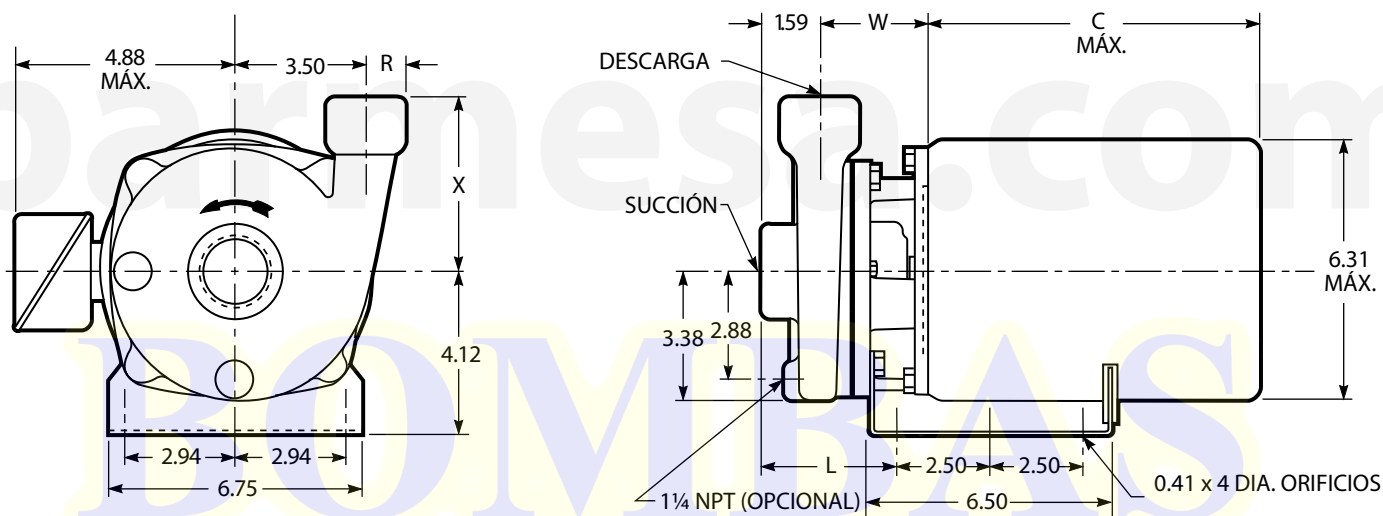 4.88
MÁX.
3.50
R
X
4.12
2.94
2.94
6.75
1.59
W
C
MÁX.
DESCARGA
SUCCIÓN
3.38
2.88
6.31
MÁX.
L
2.50
2.50
0.41 x 4 DIA. ORIFICIOS
1¼ NPT (OPCIONAL)
6.50
barmesa.com
BOMBAS